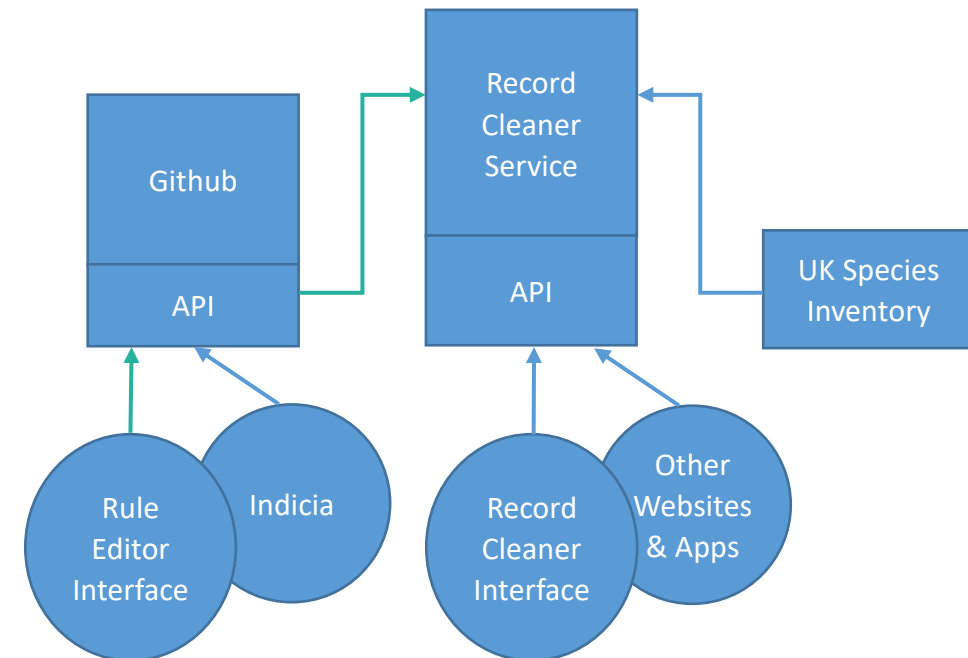 Github
API
Record
Cleaner
Service
API
UK Species
Inventory
Rule
Editor
Interface
Indicia
Record
Cleaner
Interface
Other
Websites
& Apps